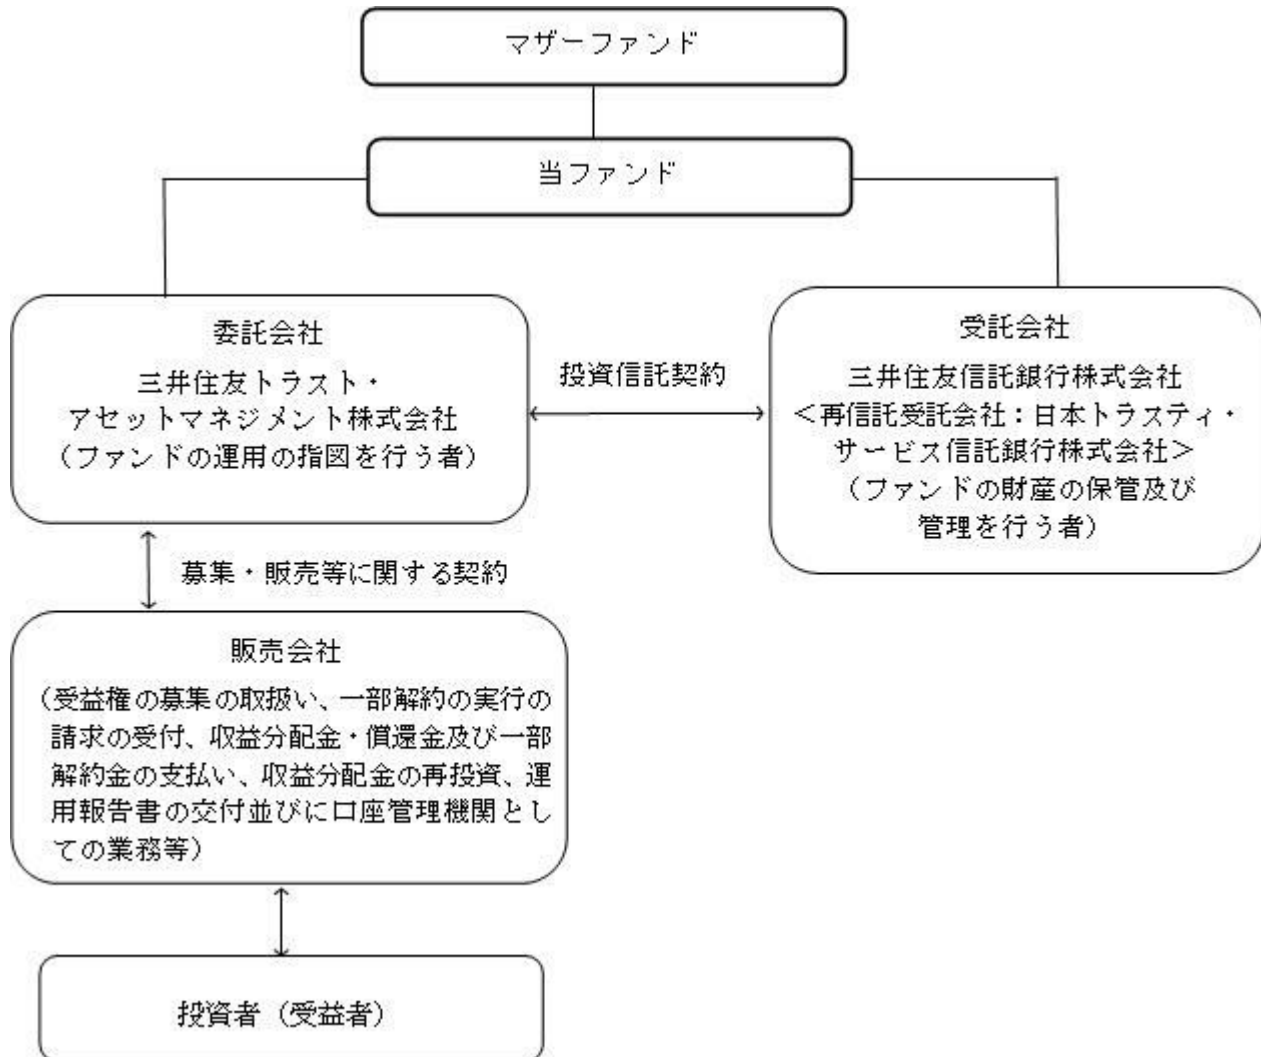 マザーファンド
当ファンド
委託会社
三井住友トラスト・
アセットマネジメント株式会社
（ファンドの運用の指図を行う者）
投資信託契約
受託会社
三井住友信託銀行株式会社
＜再信託受託会社：日本トラスティ・
サービス信託銀行株式会社＞
（ファンドの財産の保管及び
管理を行う者）
募集・販売等に関する契約
販売会社
（受益権の募集の取扱い、一部解約の実行の
請求の受付、収益分配金・償還金及び一部
解約金の支払い、収益分配金の再投資、運
用報告書の交付並びに口座管理機関とし
ての業務等）
投資者（受益者）